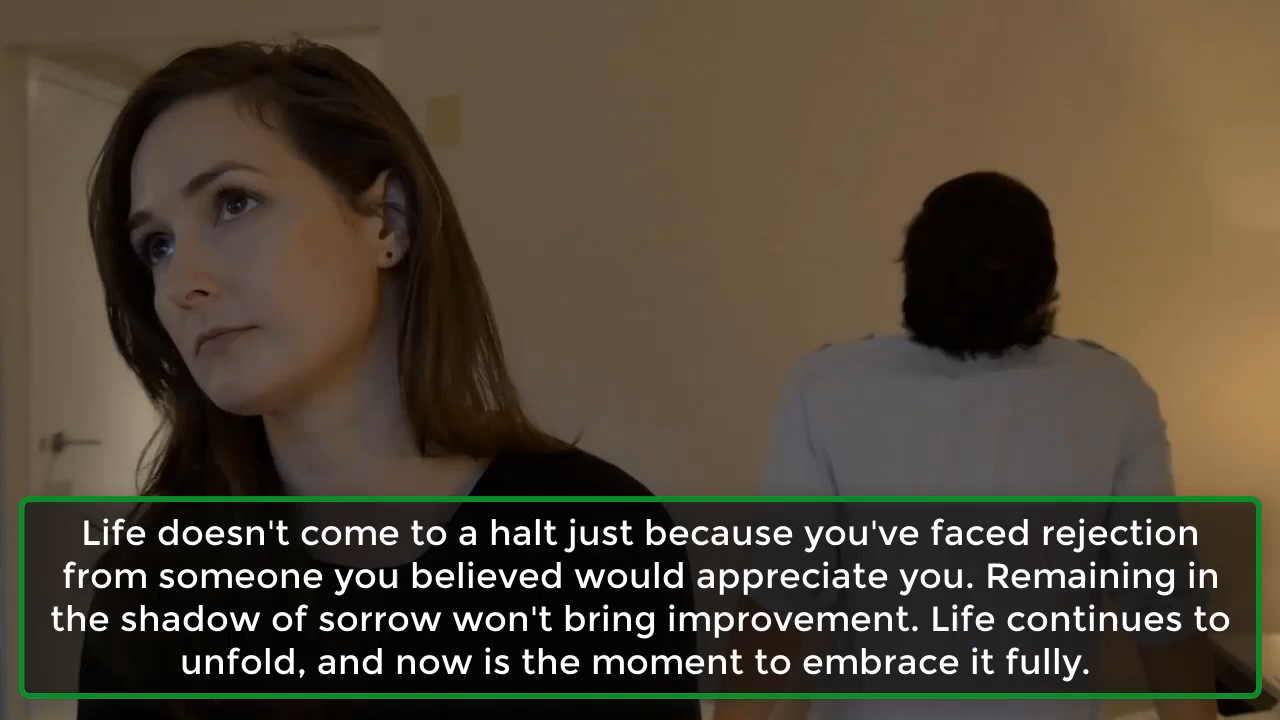 Life doesn't come to a halt just because you've faced rejection
from someone you believed would appreciate you. Remaining in
the shadow of sorrow won't bring improvement. Life continues to
unfold, and now is the moment to embrace it fully.